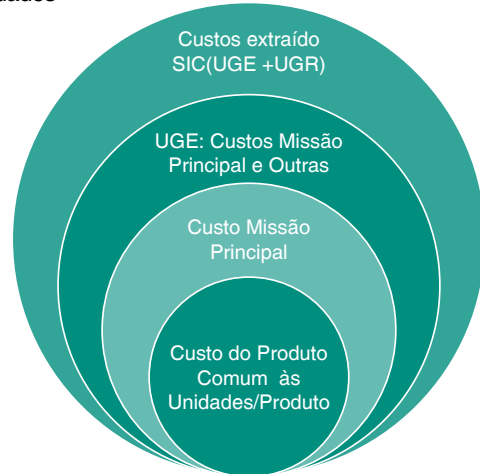 Custos extraído
SIC(UGE +UGR)
UGE: Custos Missão
Principal e Outras
Custo Missão
Principal
Custo do Produto
Comum às
Unidades/Produto